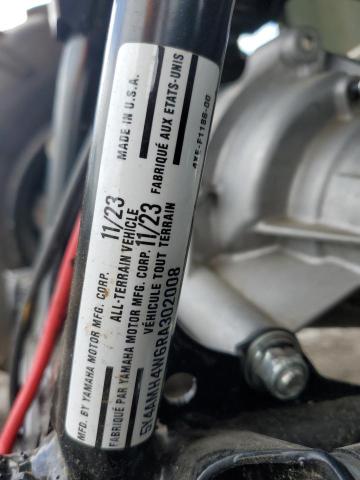 MFD. BY YAMAHA MOTOR MFG. CORP. 11/23 MADE IN U.S.A.
ALL-TERRAIN VEHICLE
FABRIQUÉ PAR YAMAHA MOTOR MFG. CORP. 11/23 FABRIQUÉ AUX ETATS-UNIS
VÉHICULE TOUT TERRAIN
5Y4AMHAW6RA302008